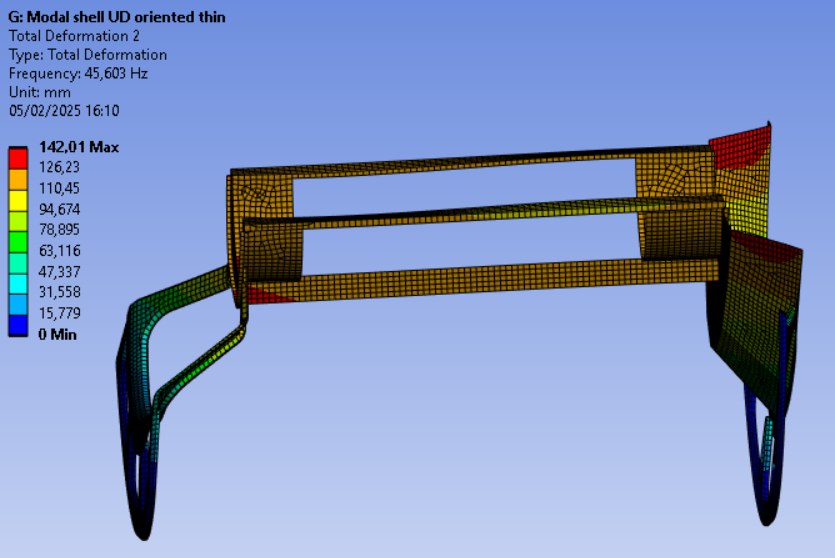 G: Modal shell UD oriented thin
Total Deformation 2
Type: Total Deformation
Frequency: 45,603 Hz
Unit: mm
05/02/2025 16:10
142,01 Max
126,23
110,45
94,674
78,895
63,116
47,337
31,558
15,779
0 Min